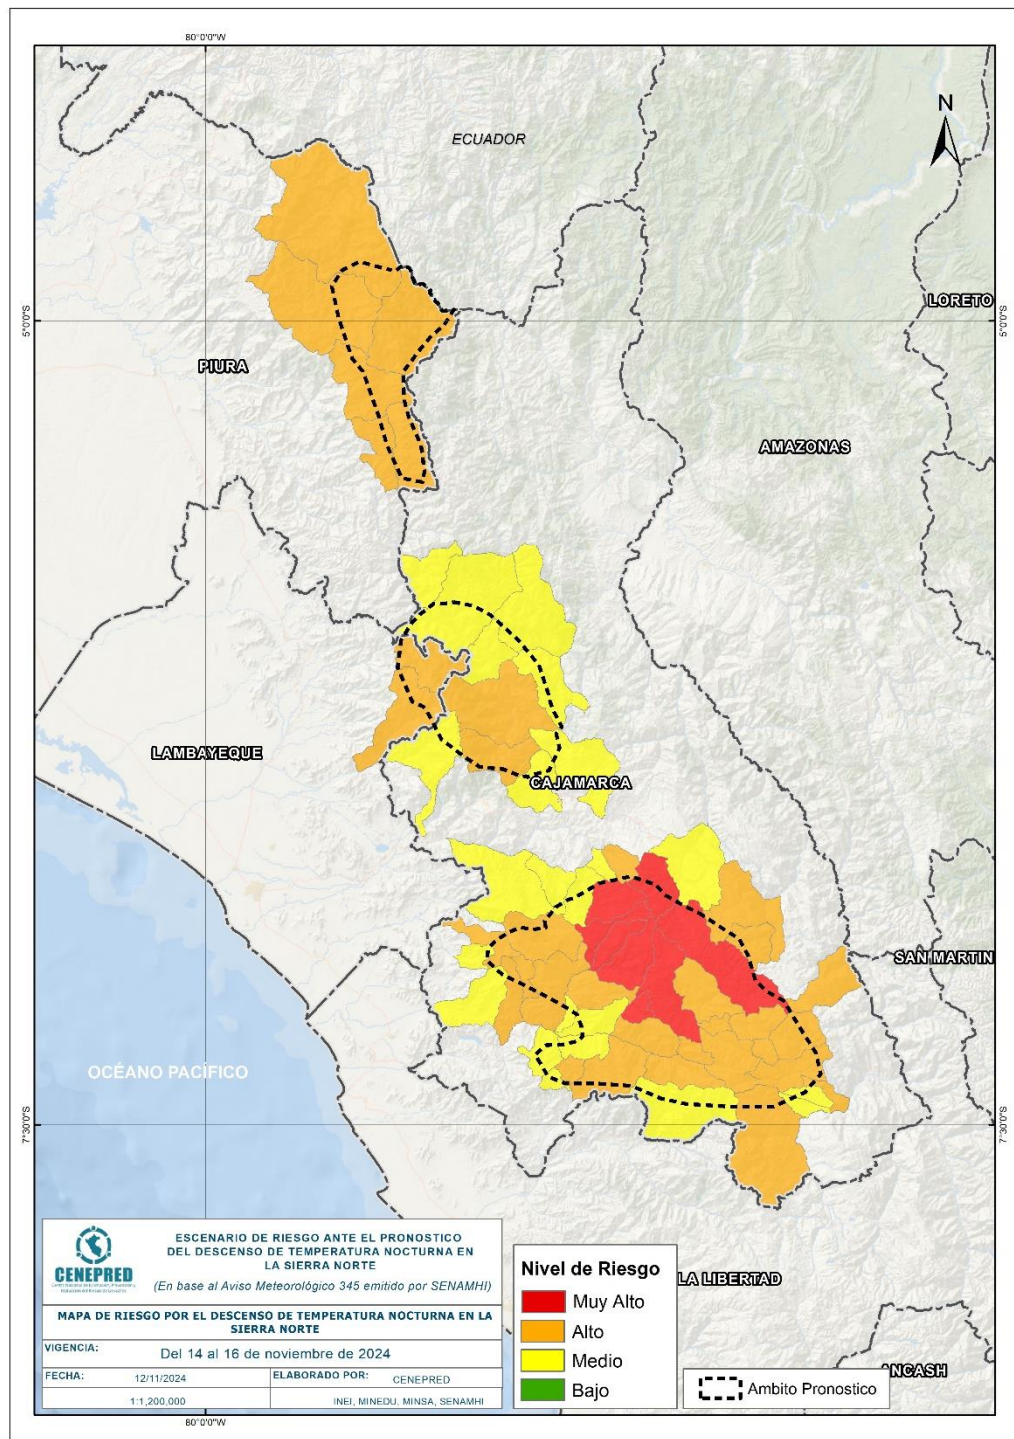 80°0'0"W
ECUADOR
N
LORETO
5°0'0"S
5°0'0"S
PIURA
AMAZONAS
LAMBAYEQUE
CAJAMARCA
SAN MARTIN
OCÉANO PACÍFICO
7°30'0"S
7°30'0"S
LA LIBERTAD
ANCASH
CENEPRED
ESCENARIO DE RIESGO ANTE EL PRONOSTICO
DEL DESCENSO DE TEMPERATURA NOCTURNA EN
LA SIERRA NORTE
(En base al Aviso Meteorológico 345 emitido por SENAMHI)
MAPA DE RIESGO POR EL DESCENSO DE TEMPERATURA NOCTURNA EN LA
SIERRA NORTE
VIGENCIA: Del 14 al 16 de noviembre de 2024
FECHA: 12/11/2024 ELABORADO POR: CENEPRED
1:1,200,000 INEI, MINEDU, MINSA, SENAMHI
Nivel de Riesgo
Muy Alto
Alto
Medio
Bajo
Ambito Pronostico
80°0'0"W